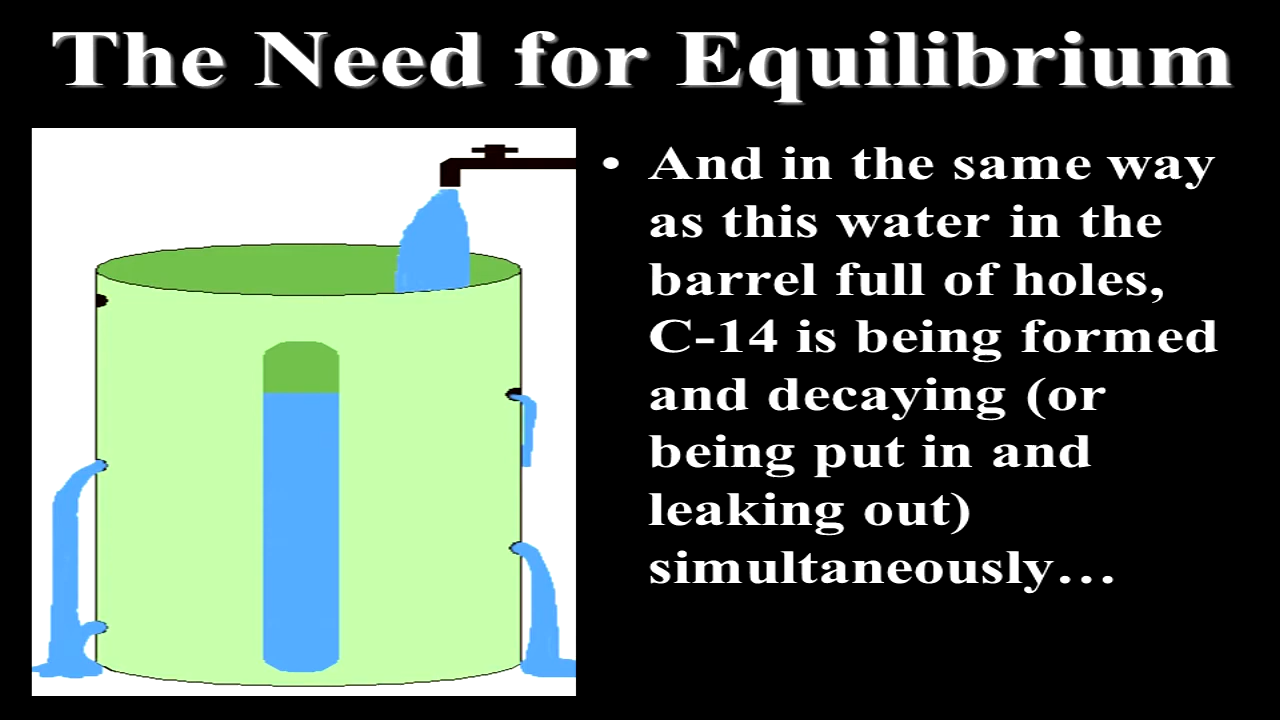 The Need for Equilibrium
• And in the same way
as this water in the
barrel full of holes,
C-14 is being formed
and decaying (or
being put in and
leaking out)
simultaneously…